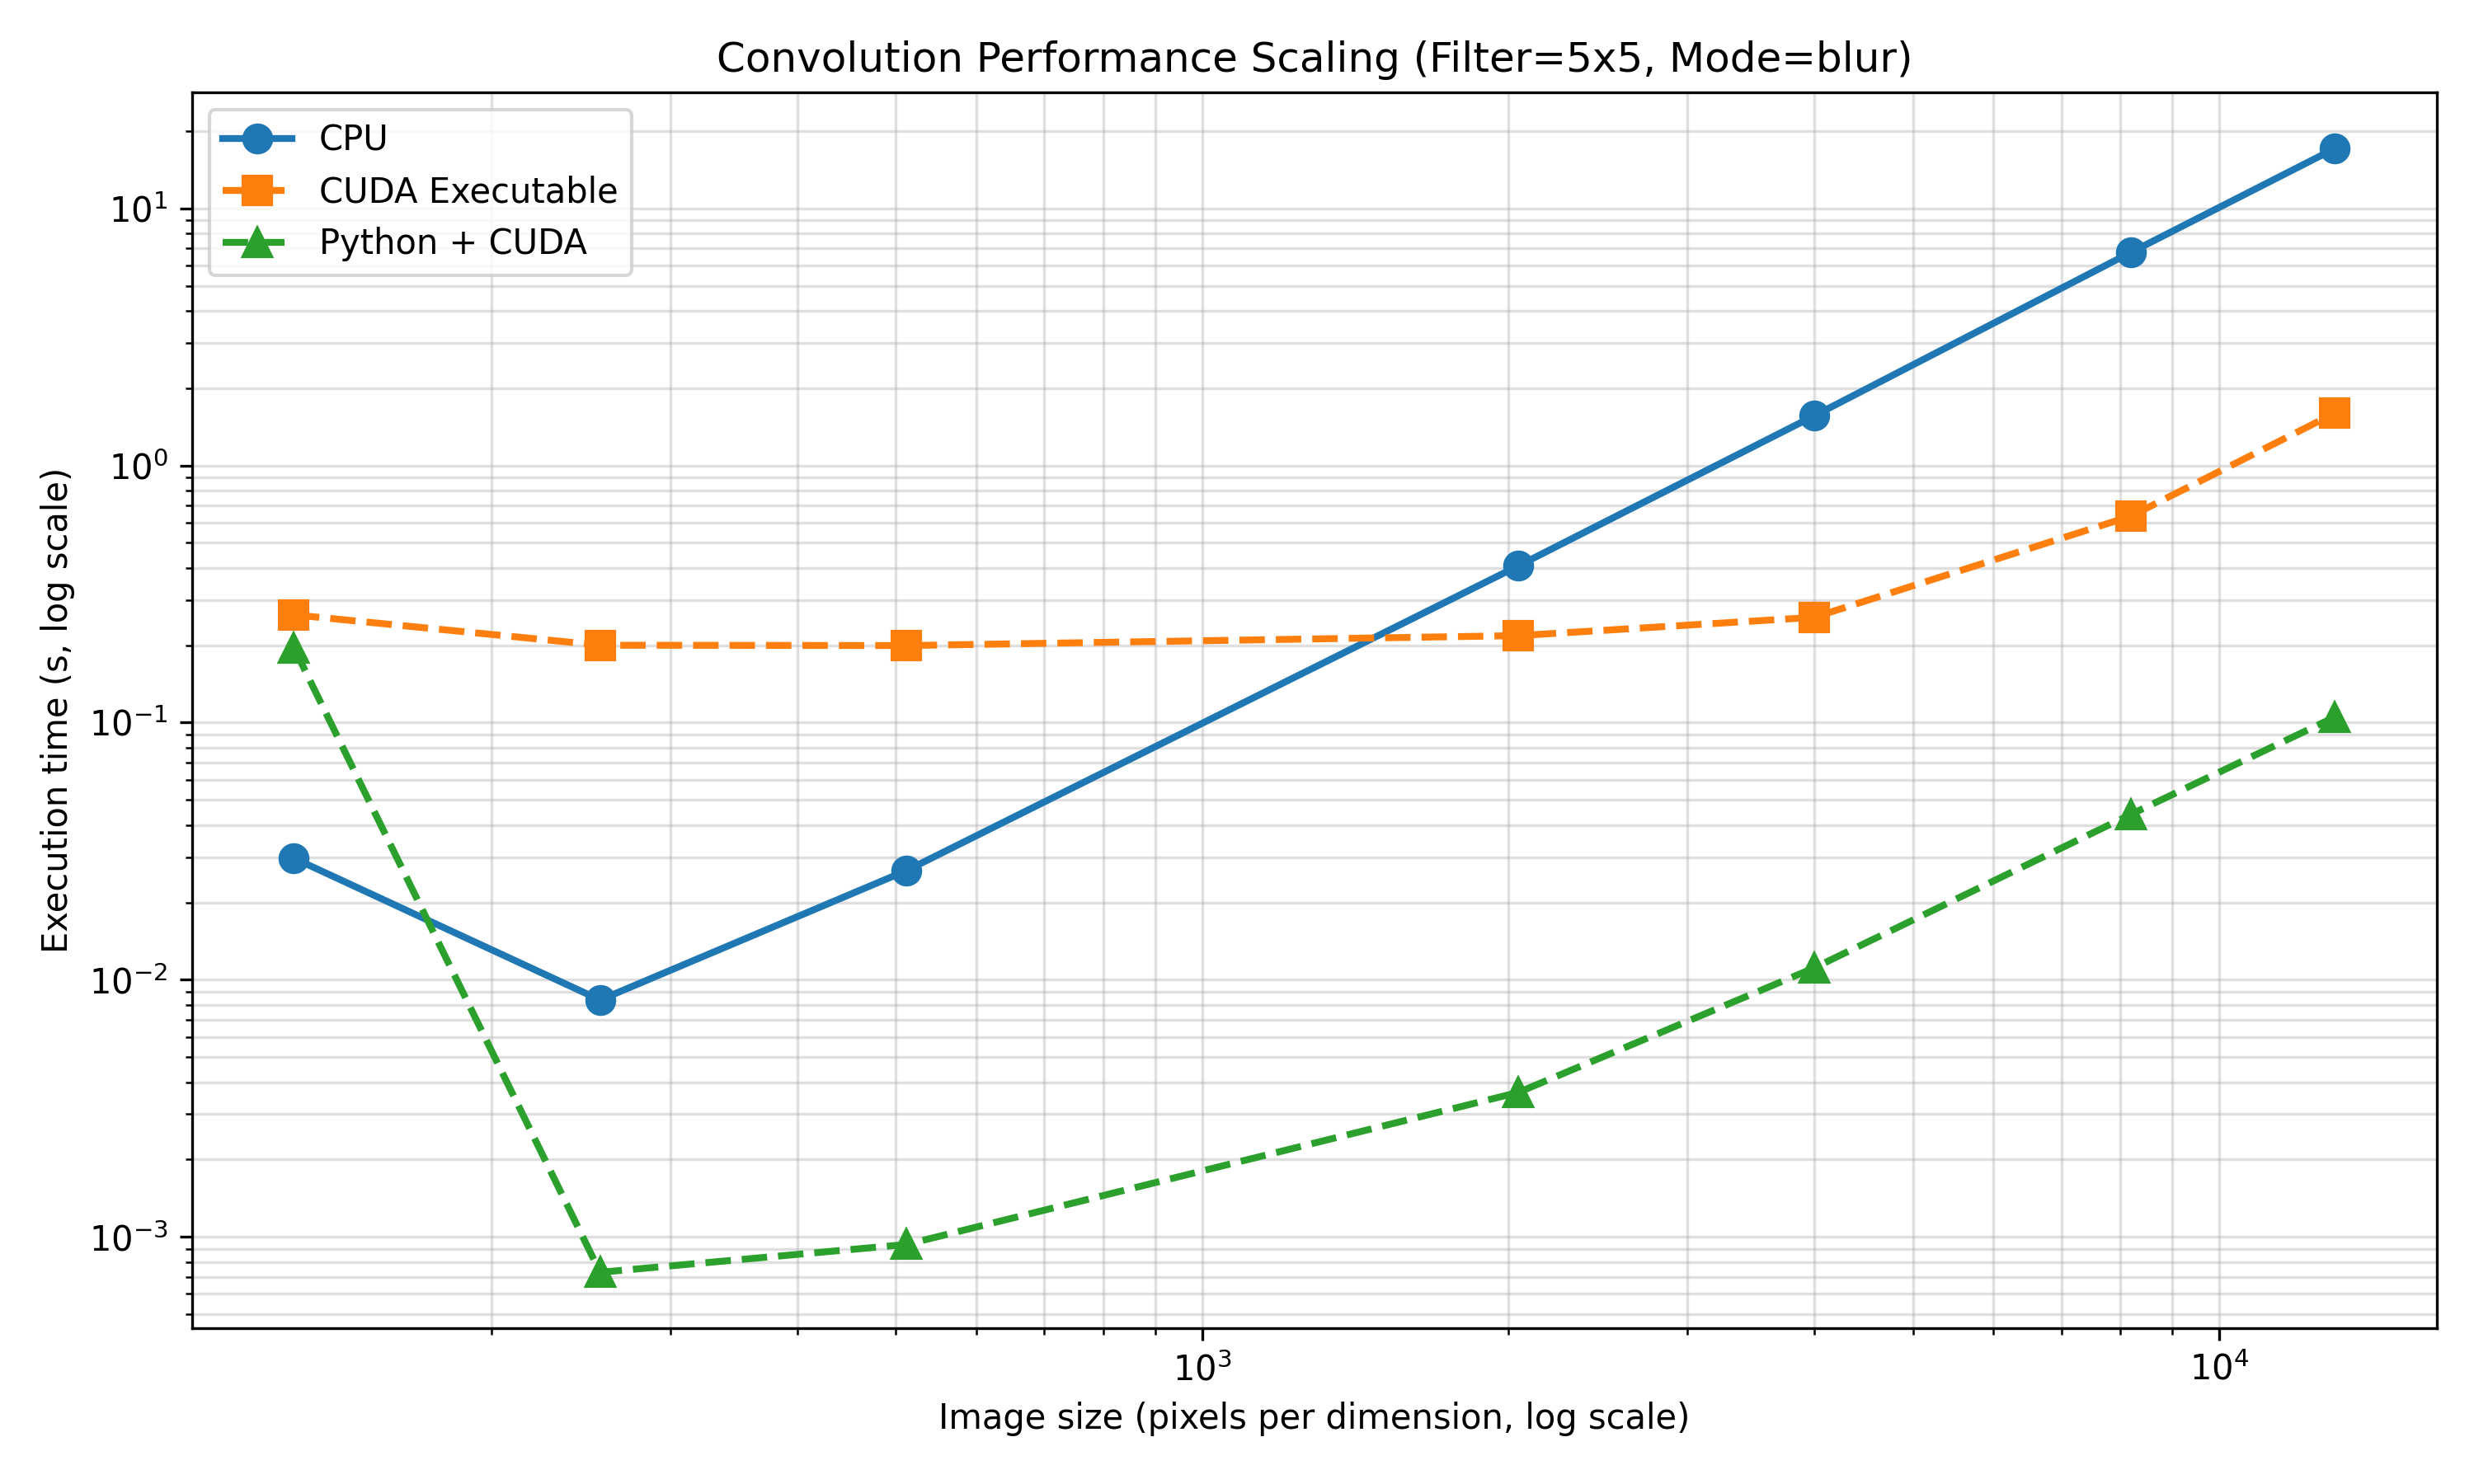 Convolution Performance Scaling (Filter=5x5, Mode=blur)
CPU
CUDA Executable
Python + CUDA
10¹
10⁰
10⁻¹
10⁻²
10⁻³
Execution time (s, log scale)
10³
10⁴
Image size (pixels per dimension, log scale)